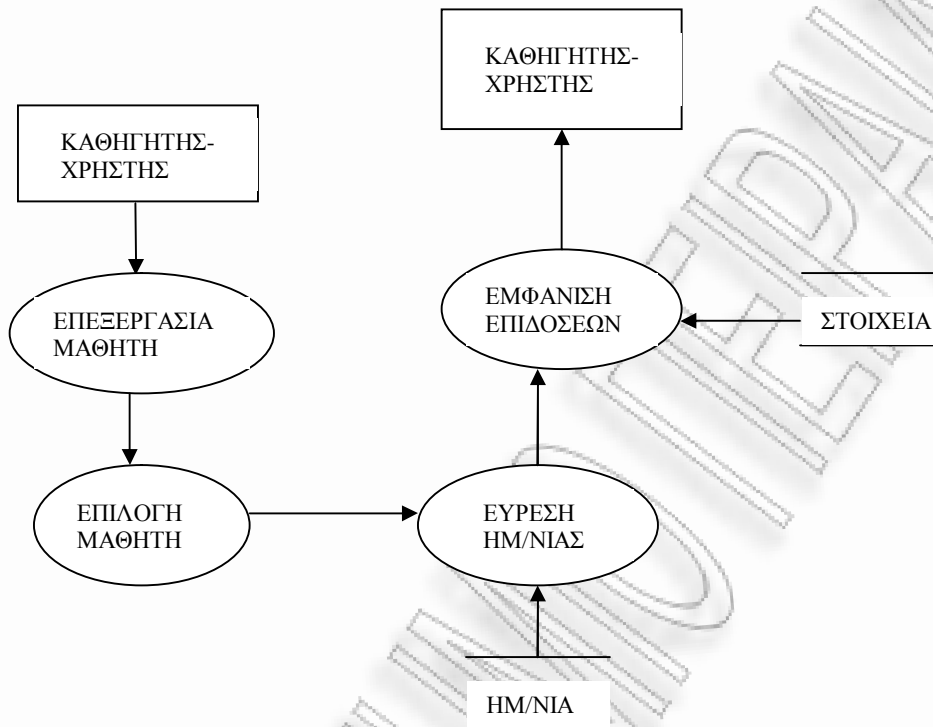 ΚΑΘΗΓΗΤΗΣ-
ΧΡΗΣΤΗΣ
ΚΑΘΗΓΗΤΗΣ-
ΧΡΗΣΤΗΣ
ΕΠΕΞΕΡΓΑΣΙΑ
ΜΑΘΗΤΗ
ΕΜΦΑΝΙΣΗ
ΕΠΙΔΟΣΕΩΝ
ΣΤΟΙΧΕΙΑ
ΕΠΙΛΟΓΗ
ΜΑΘΗΤΗ
ΕΥΡΕΣΗ
ΗΜ/ΝΙΑΣ
ΗΜ/ΝΙΑ